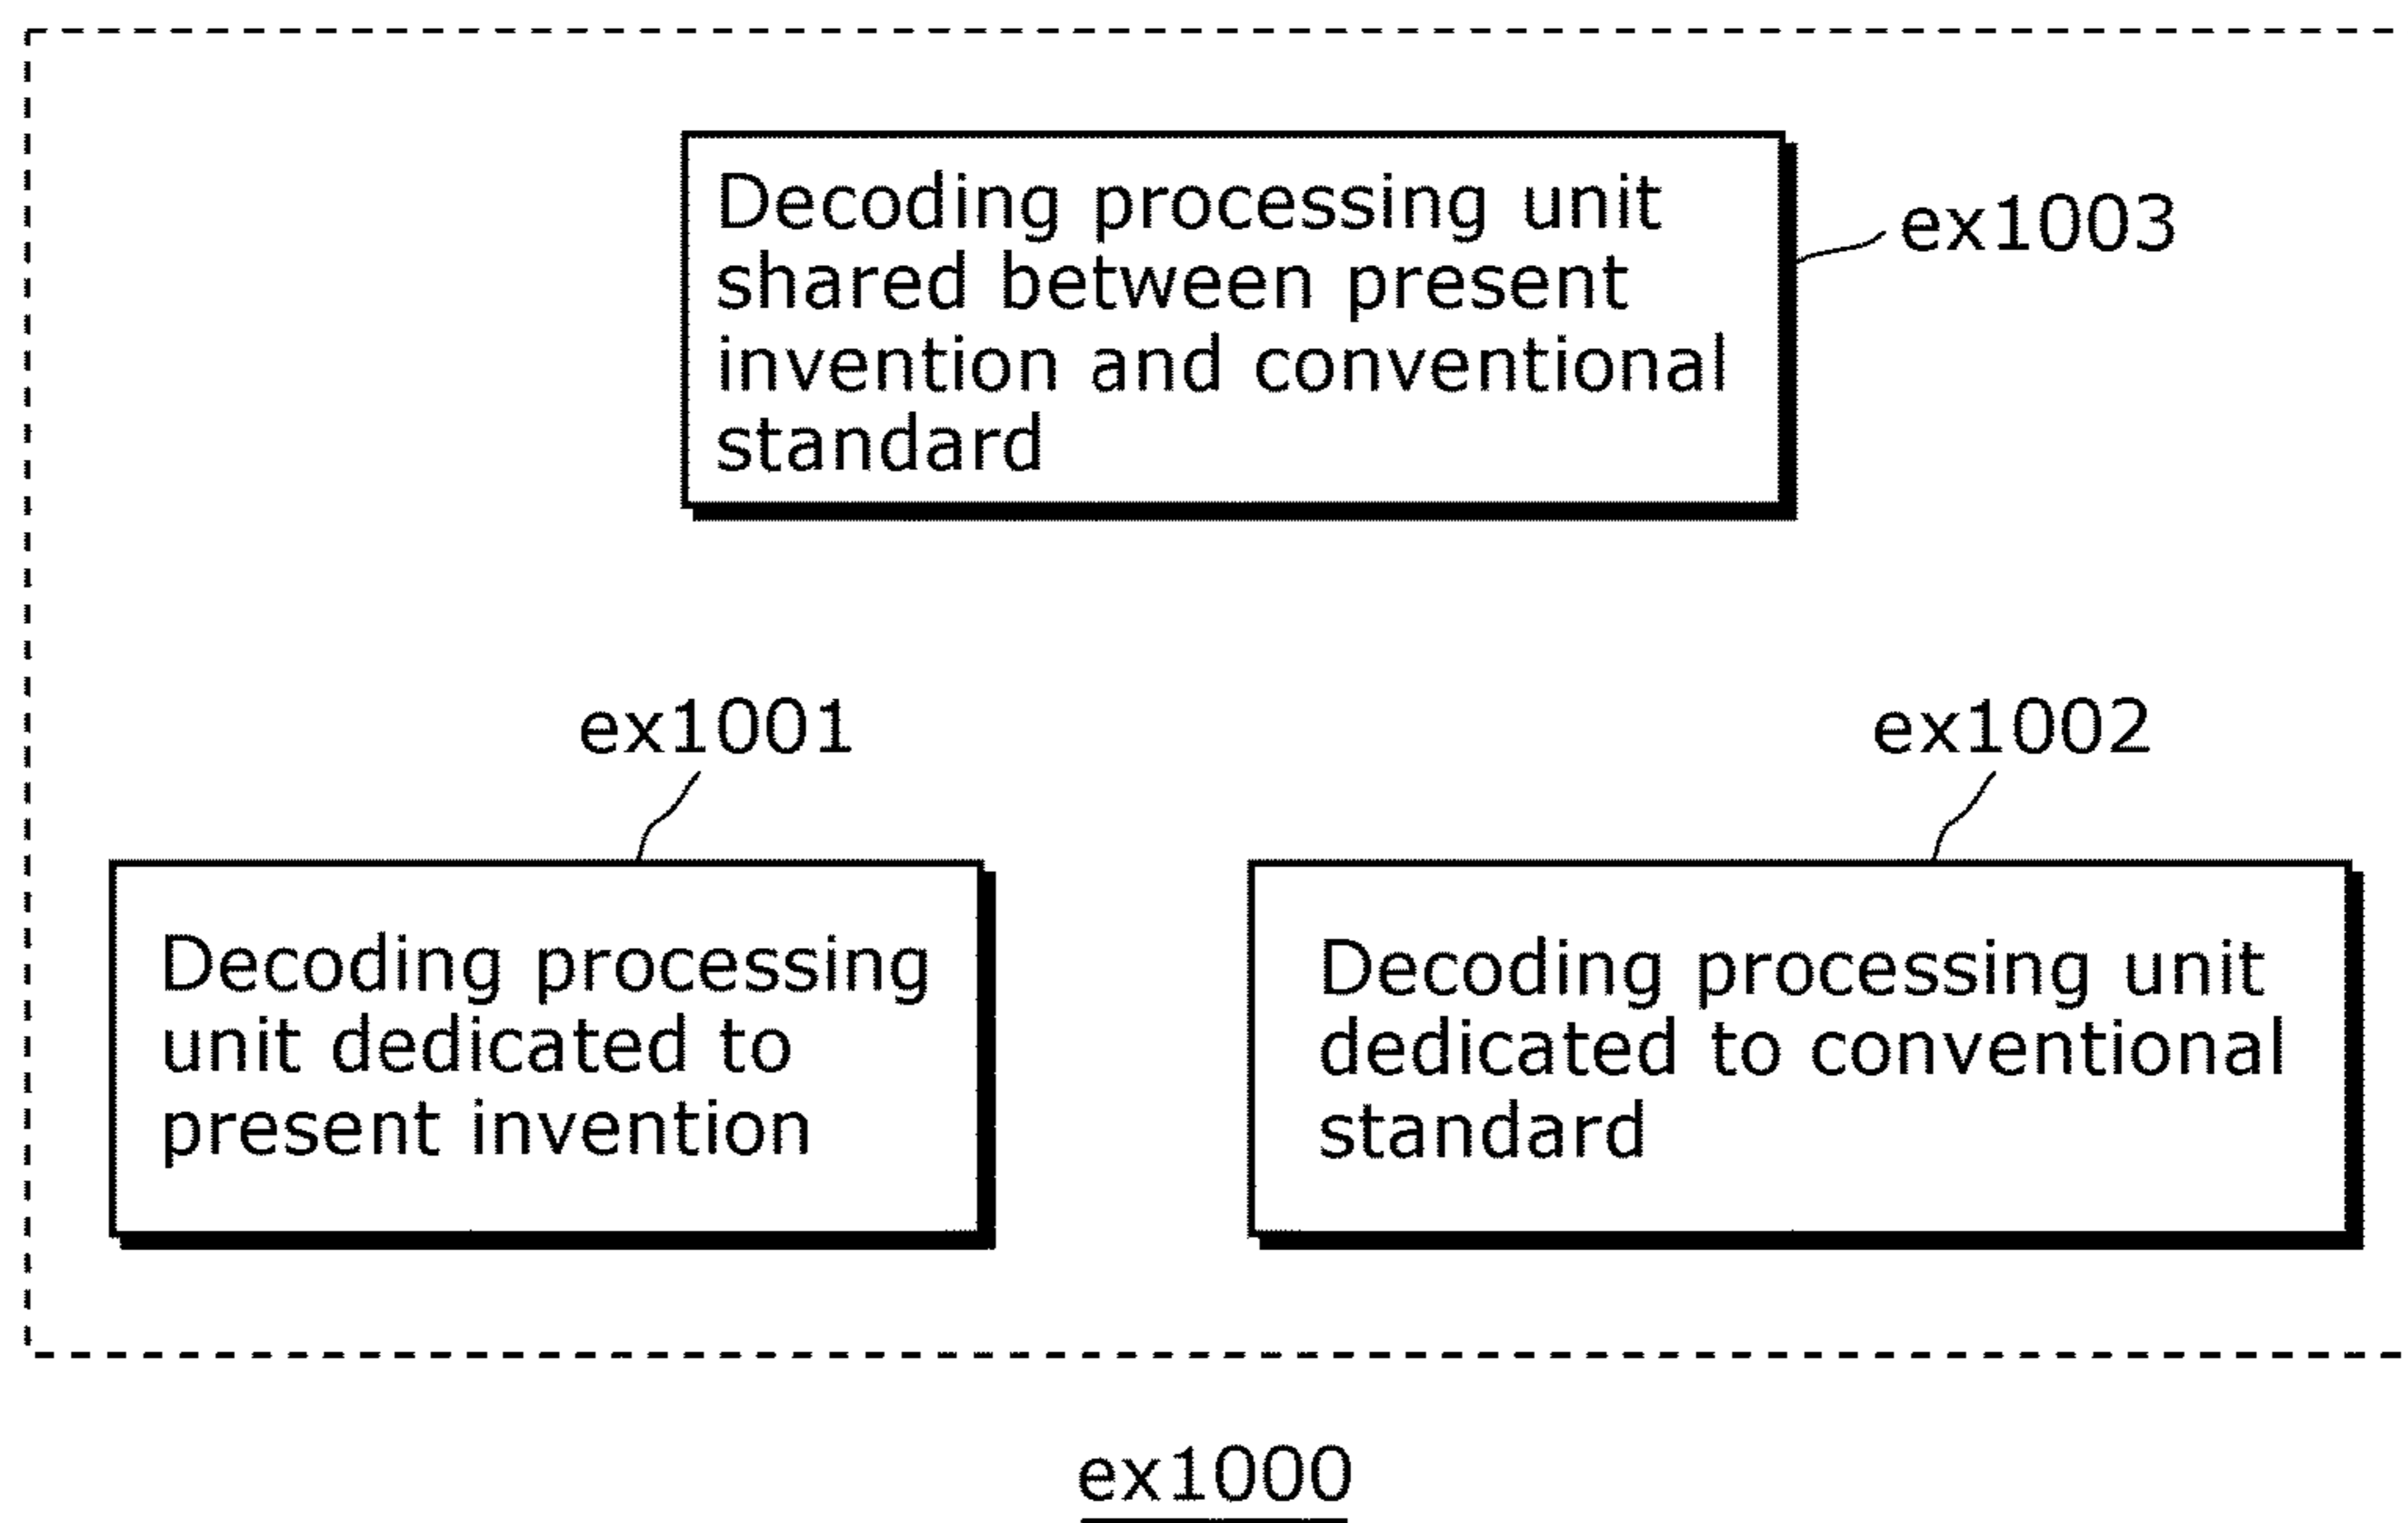 Decoding processing unit
shared between present
invention and conventional
standard
ex1003
ex1001
ex1002
Decoding processing
unit dedicated to
present invention
Decoding processing unit
dedicated to conventional
standard
ex1000